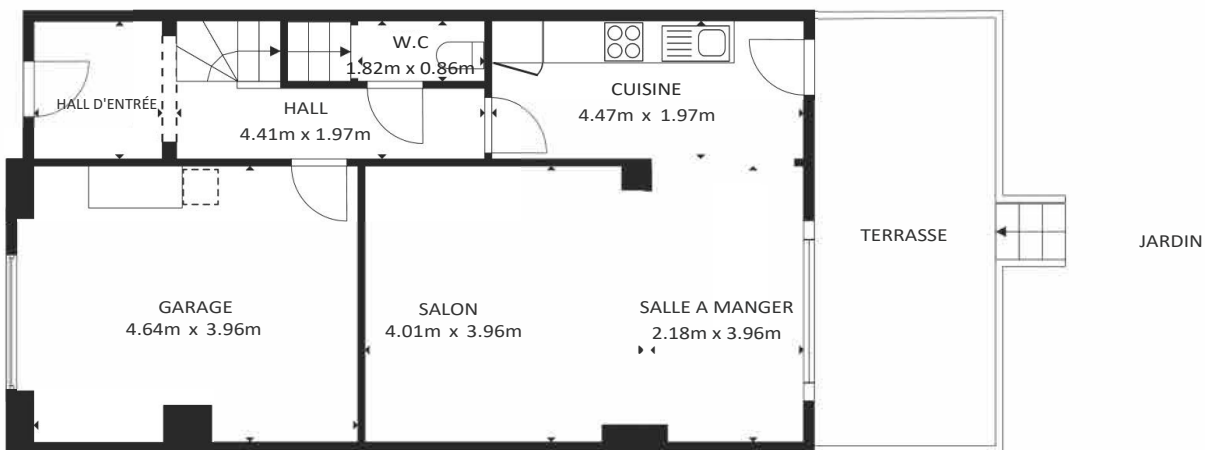 W.C
1.82m x 0.86m
HALL D'ENTRÉE
HALL
4.41m x 1.97m
CUISINE
4.47m x 1.97m
TERRASSE
JARDIN
GARAGE
4.64m x 3.96m
SALON
4.01m x 3.96m
SALLE A MANGER
2.18m x 3.96m